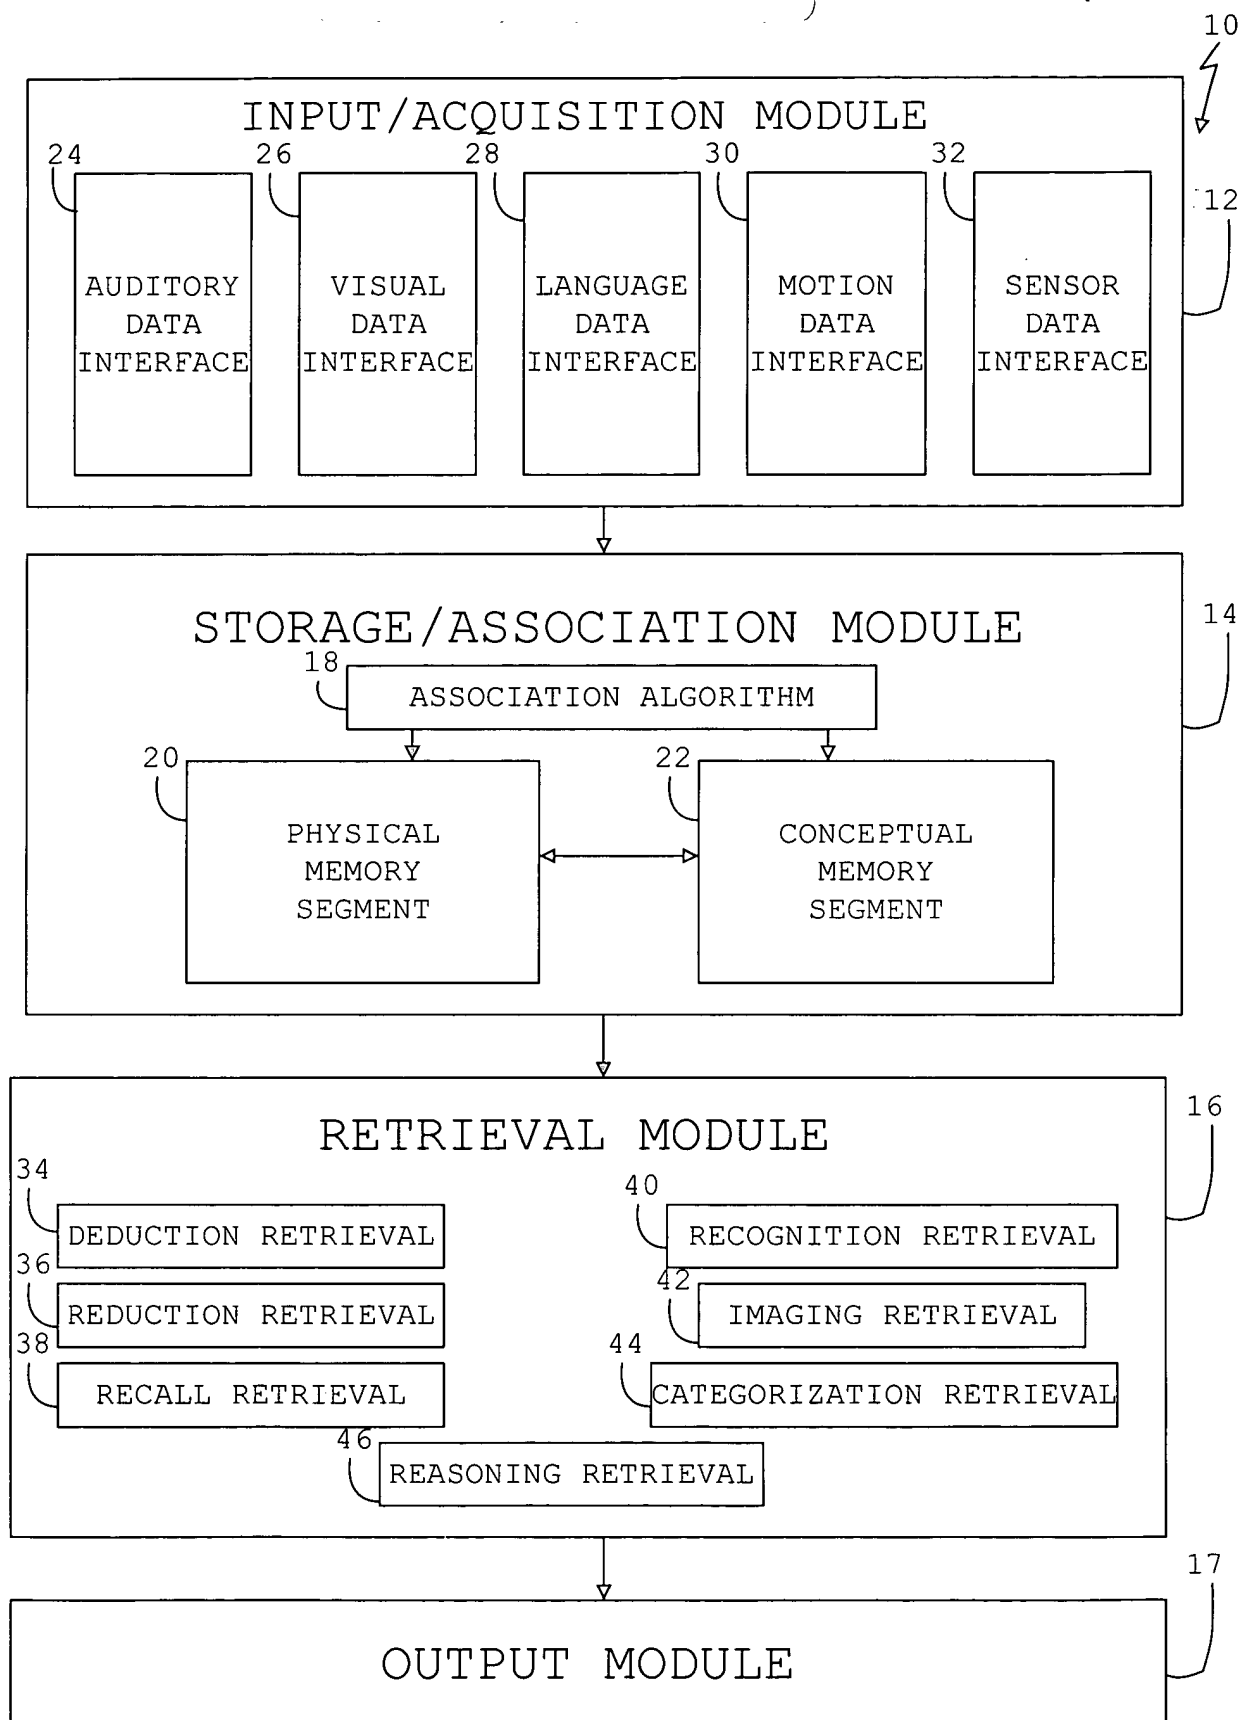 10
INPUT/ACQUISITION MODULE
24 26 28 30 32
12
AUDITORY
DATA
INTERFACE
VISUAL
DATA
INTERFACE
LANGUAGE
DATA
INTERFACE
MOTION
DATA
INTERFACE
SENSOR
DATA
INTERFACE
STORAGE/ASSOCIATION MODULE
14
18
ASSOCIATION ALGORITHM
20
PHYSICAL
MEMORY
SEGMENT
22
CONCEPTUAL
MEMORY
SEGMENT
16
RETRIEVAL MODULE
34
DEDUCTION RETRIEVAL
36
REDUCTION RETRIEVAL
38
RECALL RETRIEVAL
40
RECOGNITION RETRIEVAL
42
IMAGING RETRIEVAL
44
CATEGORIZATION RETRIEVAL
46
REASONING RETRIEVAL
17
OUTPUT MODULE